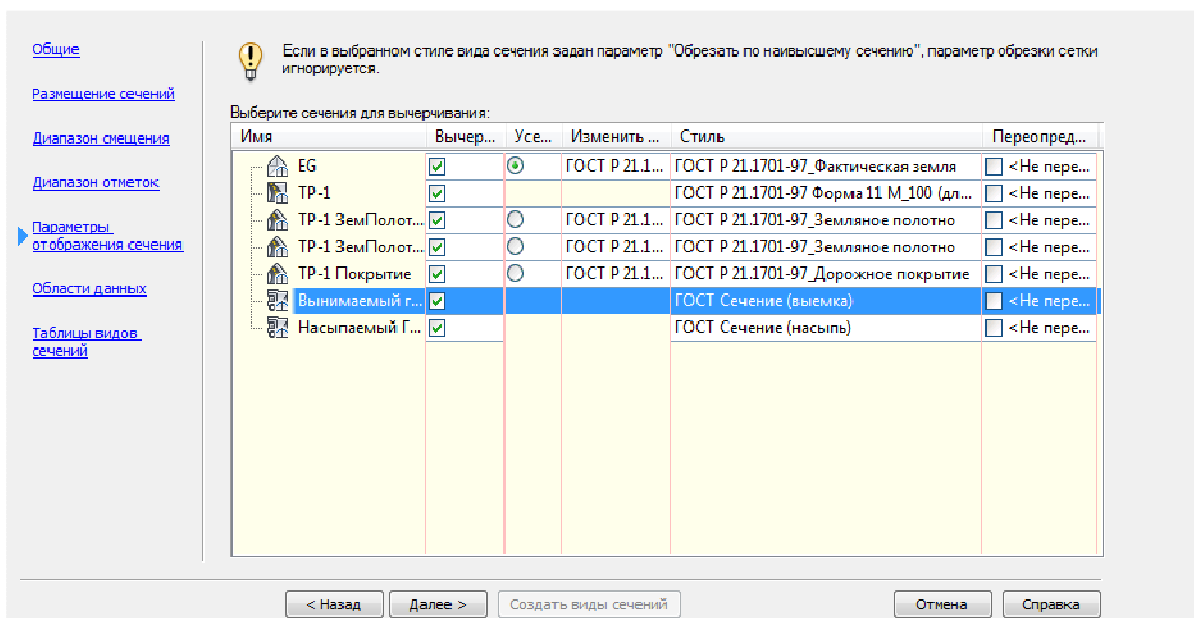 Общие
Размещение сечений
Диапазон смещения
Диапазон отметок
Параметры
отображения сечения
Области данных
Таблицы видов
сечений
Если в выбранном стиле вида сечения задан параметр "Обрезать по наивысшему сечению", параметр обрезки сетки
игнорируется.
Выберите сечения для вычерчивания:
Имя Вычер... Усе... Изменить ... Стиль Переопред...
EG ГОСТ Р 21.1... ГОСТ Р 21.1701-97_Фактическая земля <Не пере...
ТР-1 ГОСТ Р 21.1701-97 Форма 11 М_100 (дл... <Не пере...
ТР-1 ЗемПолот... ГОСТ Р 21.1... ГОСТ Р 21.1701-97_Земляное полотно <Не пере...
ТР-1 ЗемПолот... ГОСТ Р 21.1... ГОСТ Р 21.1701-97_Земляное полотно <Не пере...
ТР-1 Покрытие ГОСТ Р 21.1... ГОСТ Р 21.1701-97_Дорожное покрытие <Не пере...
Вынимаемый г... ГОСТ Сечение (выемка) <Не пере...
Насыпаемый Г... ГОСТ Сечение (насыпь) <Не пере...
< Назад Далее > Создать виды сечений Отмена Справка